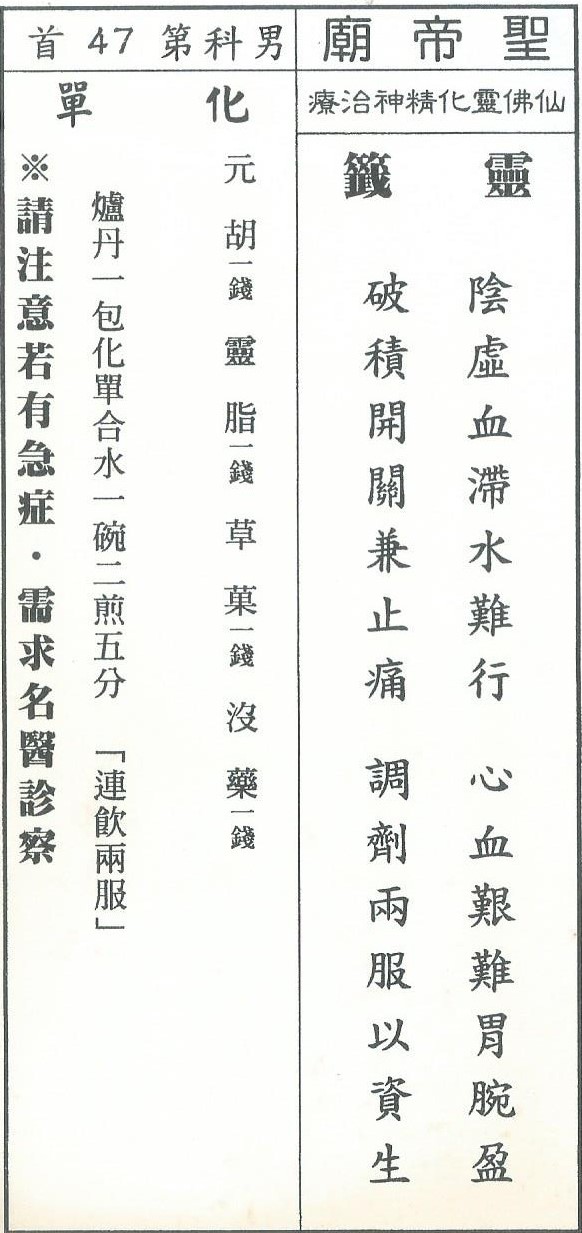 聖帝廟
仙佛靈化精神治療
靈籤
陰虛血滯水難行 心血艱難胃腕盈
破積開關兼止痛 調劑兩服以資生
男科第47首
化單
元胡一錢 靈脂一錢 草菓一錢 沒藥一錢
爐丹一包化單合水一碗二煎五分 「連飲兩服」
※請注意若有急症·需求名醫診察